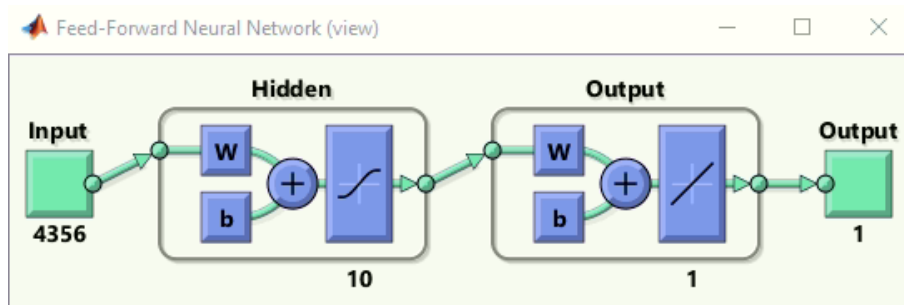 Feed-Forward Neural Network (view)
Hidden Output
Input Output
W W
b b
4356 1
10 1